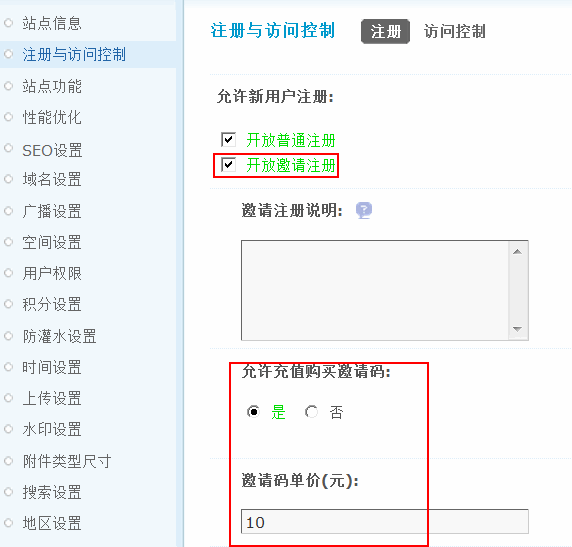 站点信息
注册与访问控制
站点功能
性能优化
SEO设置
域名设置
广播设置
空间设置
用户权限
积分设置
防灌水设置
时间设置
上传设置
水印设置
附件类型尺寸
搜索设置
地区设置
注册与访问控制 注册 访问控制
允许新用户注册:
开放普通注册
开放邀请注册
邀请注册说明: ?
允许充值购买邀请码:
是 否
邀请码单价(元):
10